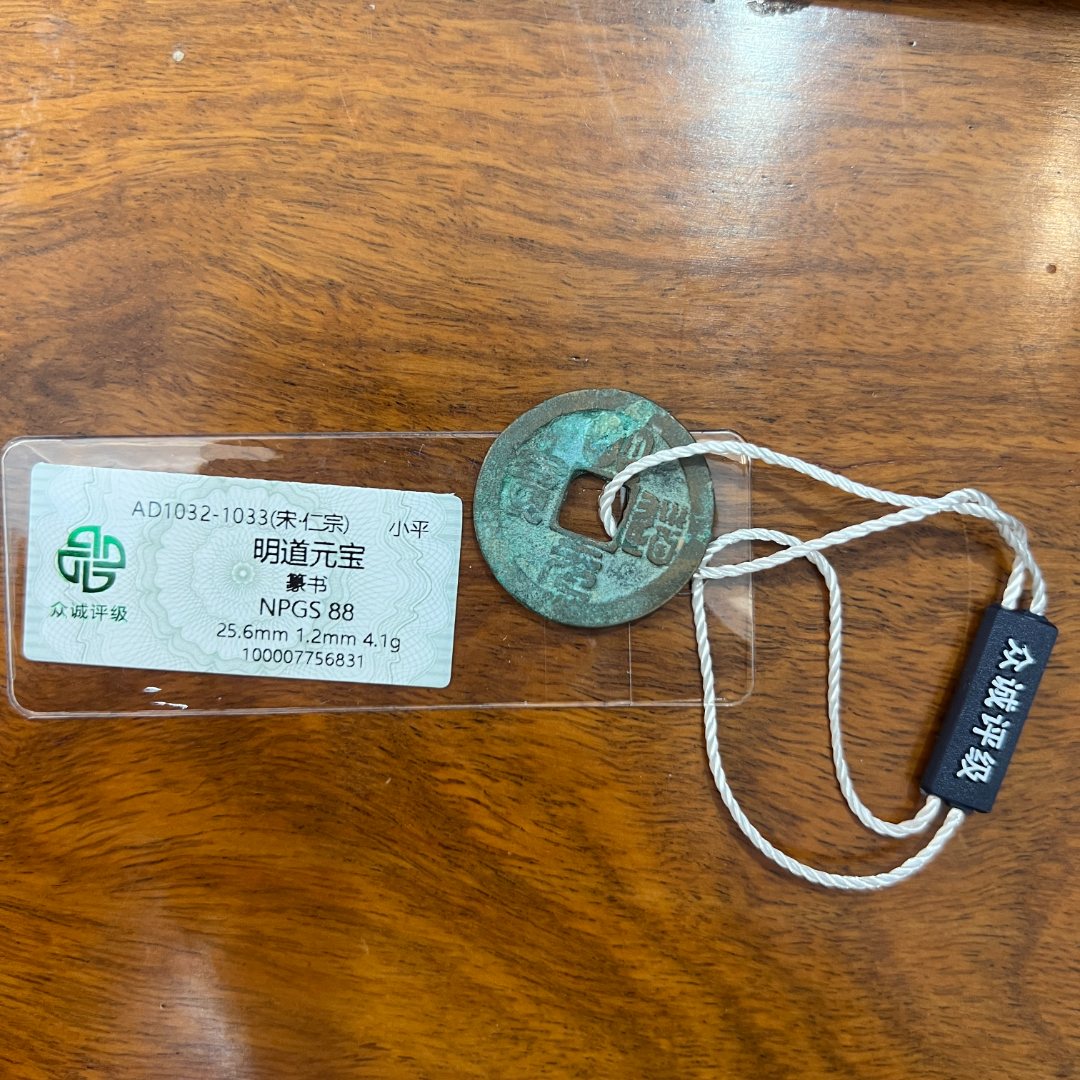 AD1032-1033(宋·仁宗)
小平
明道元宝
篆书
NPGS 88
25.6mm 1.2mm 4.1g
100007756831
众诚评级
众诚评级